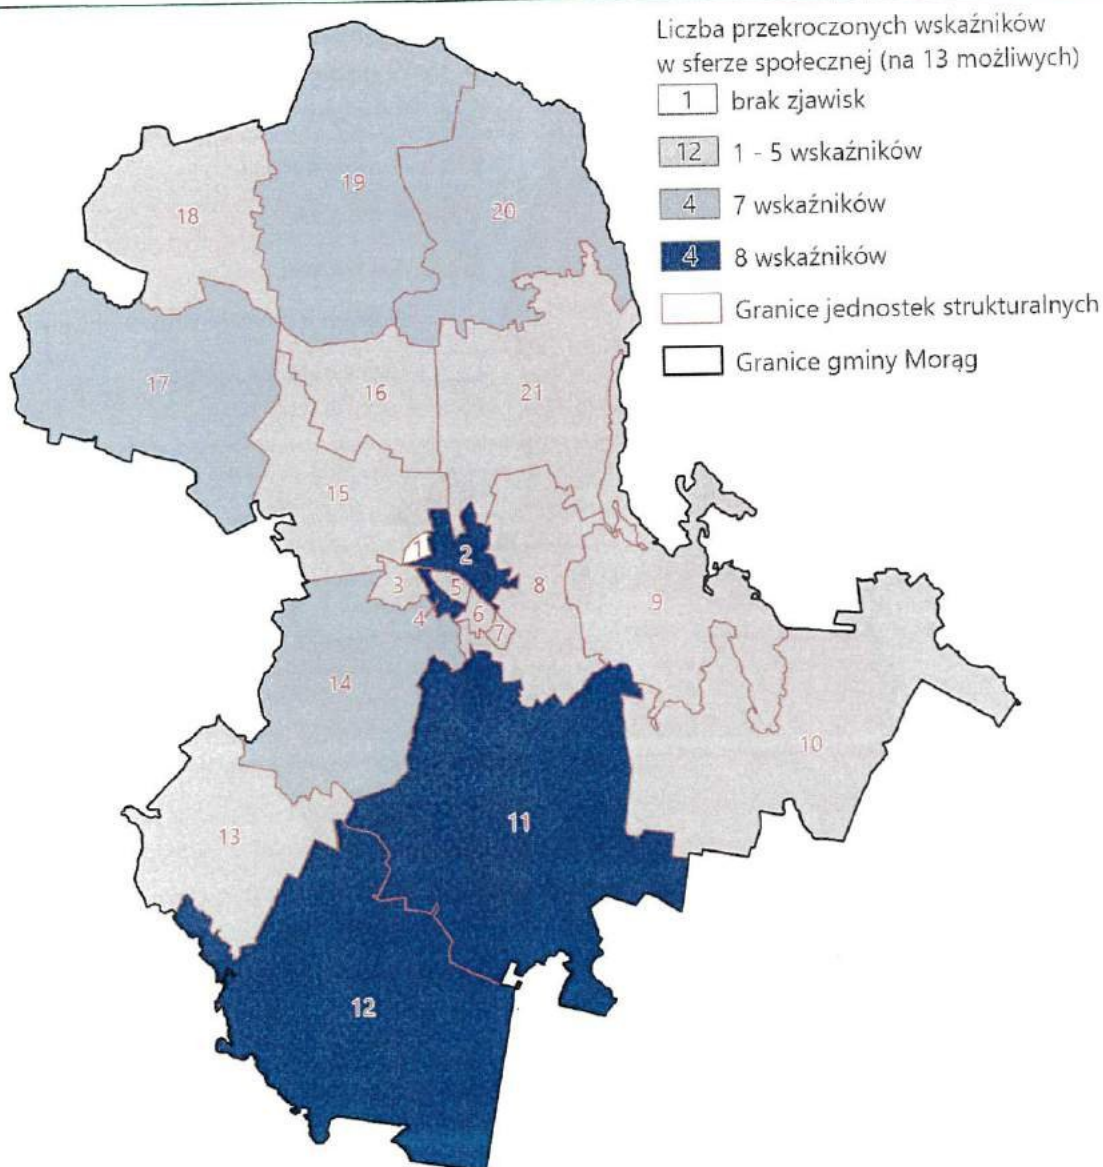 Liczba przekroczonych wskaźników
w sferze społecznej (na 13 możliwych)
1 brak zjawisk
12 1 - 5 wskaźników
4 7 wskaźników
4 8 wskaźników
Granice jednostek strukturalnych
Granice gminy Morąg
19
20
18
17
16
21
15
1
2
3
5
8
9
4
6
7
14
10
11
13
12